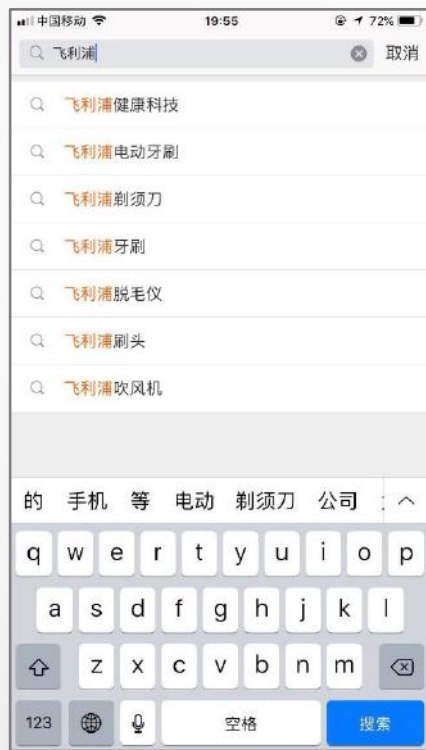 中国移动 19:55 72%
飞利浦 取消
飞利浦健康科技
飞利浦电动牙刷
飞利浦剃须刀
飞利浦牙刷
飞利浦脱毛仪
飞利浦刷头
飞利浦吹风机
的 手机 等 电动 剃须刀 公司
q w e r t y u i o p
a s d f g h j k l
z x c v b n m
123 空格 搜索